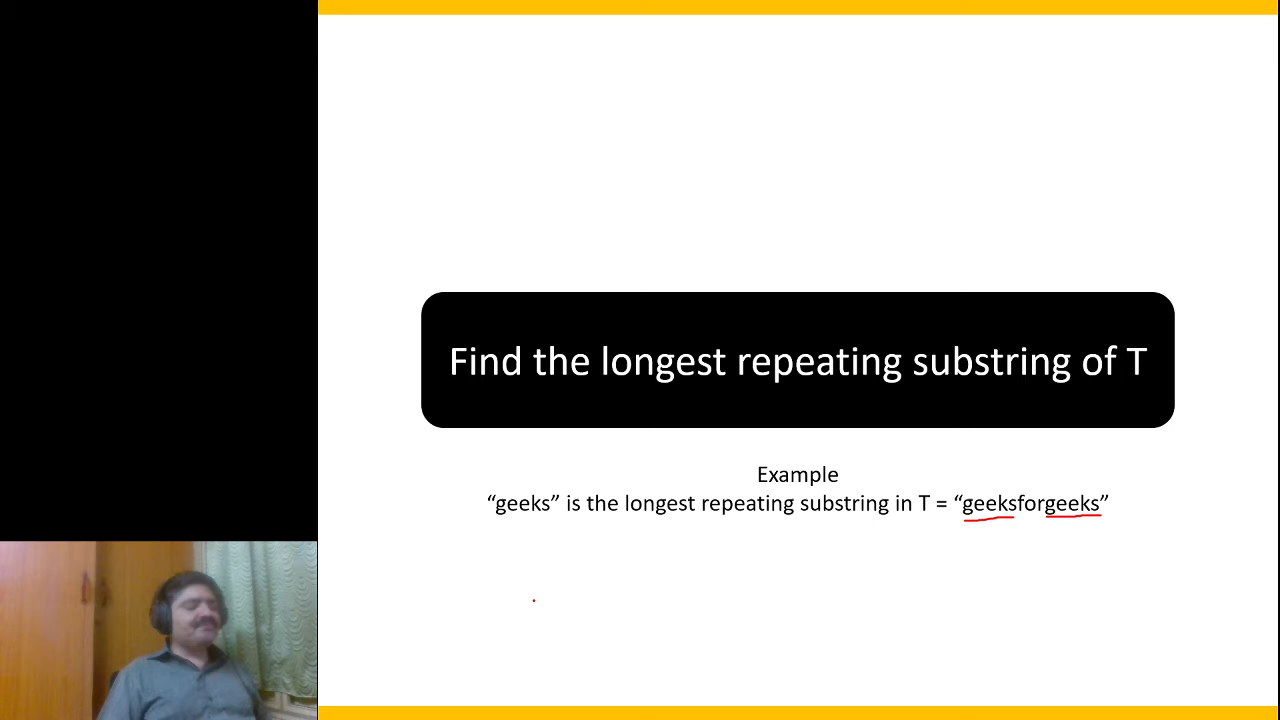 Find the longest repeating substring of T
Example
“geeks” is the longest repeating substring in T = “geeksforgeeks”